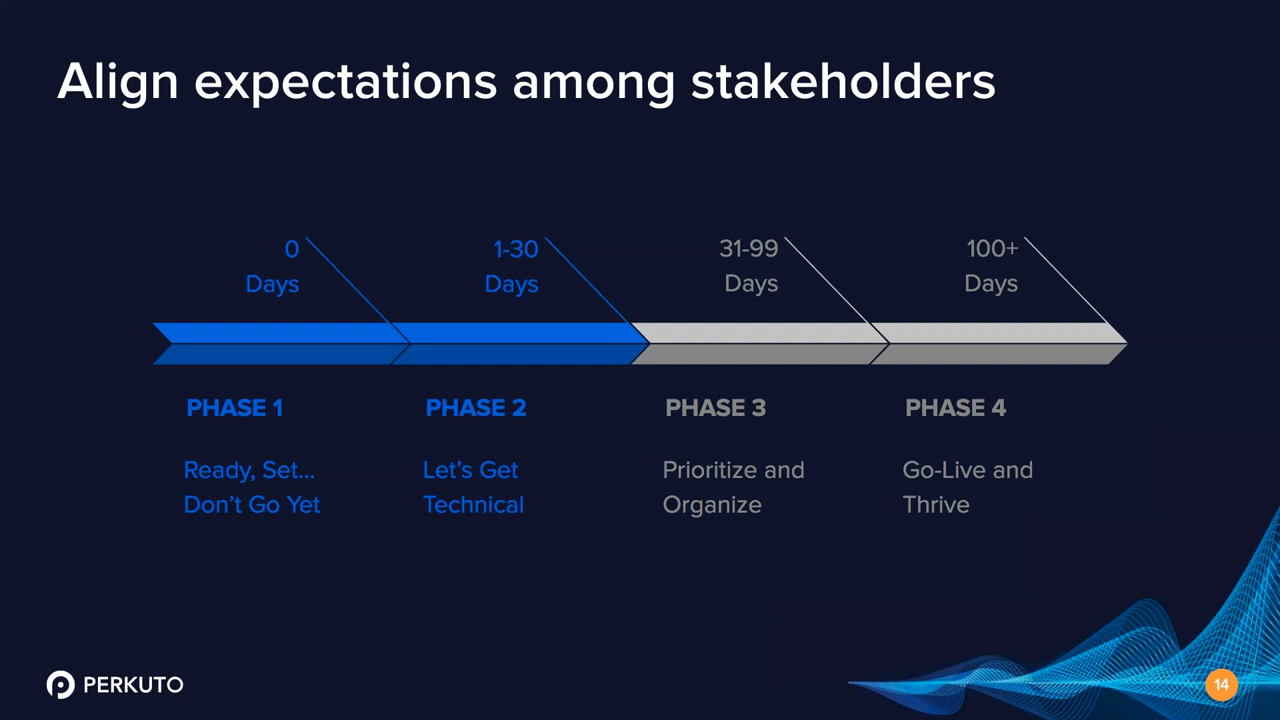 Align expectations among stakeholders
0
Days
1-30
Days
31-99
Days
100+
Days
PHASE 1
PHASE 2
PHASE 3
PHASE 4
Ready, Set...
Don’t Go Yet
Let’s Get
Technical
Prioritize and
Organize
Go-Live and
Thrive
PERKUTO
14